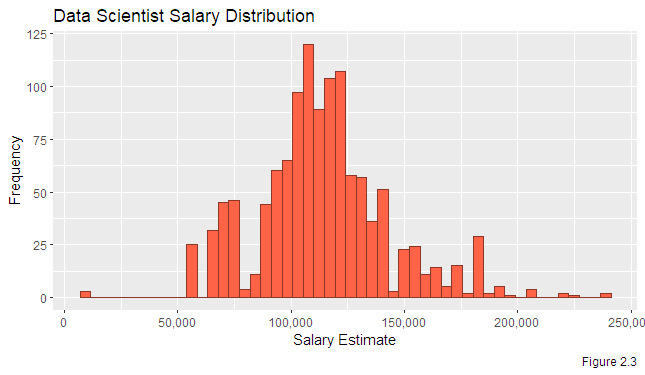 Data Scientist Salary Distribution
125
100
75
50
25
0
Frequency
0 50,000 100,000 150,000 200,000 250,00
Salary Estimate
Figure 2.3